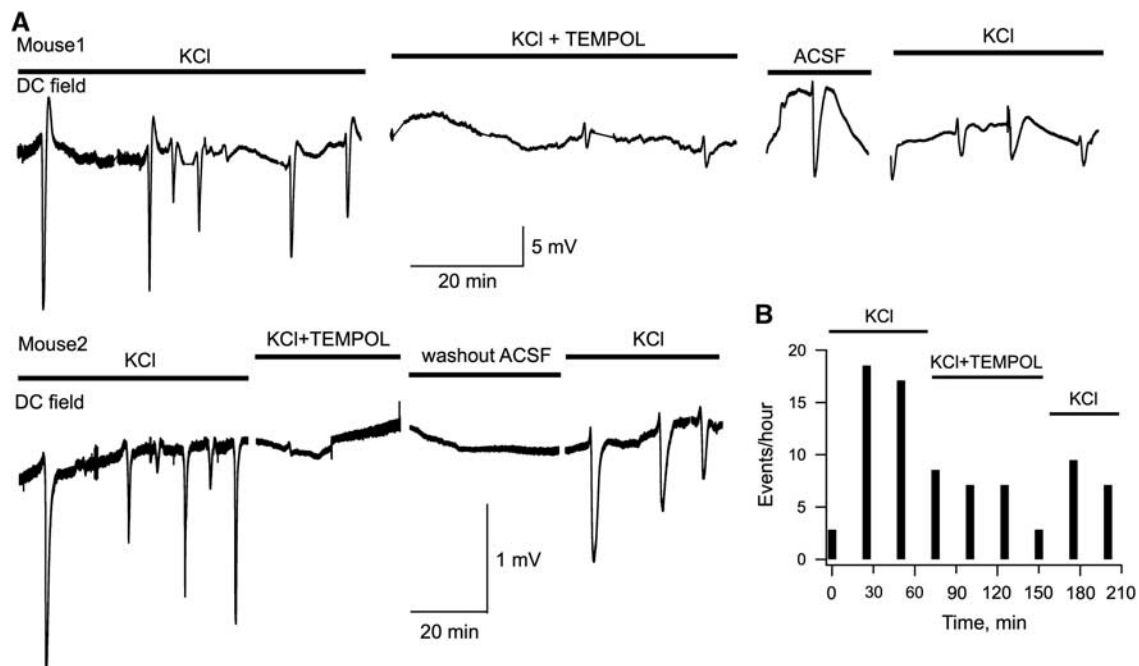 A
Mouse1
KCl
KCl + TEMPOL
ACSF
KCl
DC field
5 mV
20 min
Mouse2
KCl
KCl+TEMPOL
washout ACSF
KCl
DC field
1 mV
20 min
B
KCl
KCl+TEMPOL
KCl
Events/hour
20
15
10
5
0
0 30 60 90 120 150 180 210
Time, min